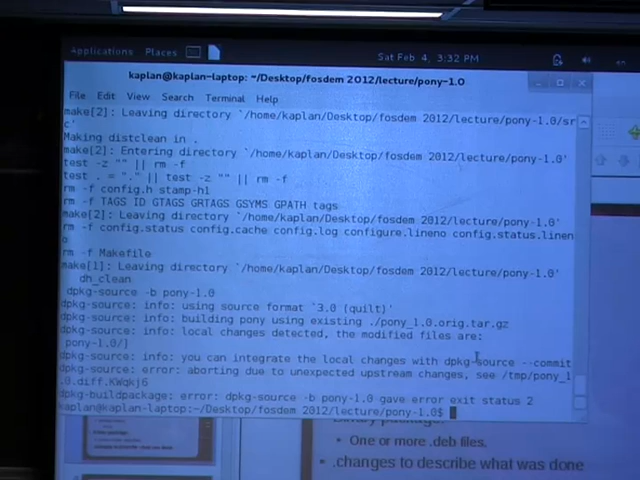 Applications Places Sat Feb 4, 3:32 PM
kaplan@kaplan-laptop: ~/Desktop/fosdem 2012/lecture/pony-1.0
File Edit View Search Terminal Help
make[2]: Leaving directory `/home/kaplan/Desktop/fosdem 2012/lecture/pony-1.0/sr
c'
Making distclean in .
make[2]: Entering directory `/home/kaplan/Desktop/fosdem 2012/lecture/pony-1.0'
test -z "" || rm -f
test . = "." || test -z "" || rm -f
rm -f config.h stamp-h1
rm -f TAGS ID GTAGS GRTAGS GSYMS GPATH tags
make[2]: Leaving directory `/home/kaplan/Desktop/fosdem 2012/lecture/pony-1.0'
rm -f config.status config.cache config.log configure.lineno config.status.linen
o
rm -f Makefile
make[1]: Leaving directory `/home/kaplan/Desktop/fosdem 2012/lecture/pony-1.0'
dh_clean
dpkg-source -b pony-1.0
dpkg-source: info: using source format `3.0 (quilt)'
dpkg-source: info: building pony using existing ./pony_1.0.orig.tar.gz
dpkg-source: info: local changes detected, the modified files are:
pony-1.0/]
dpkg-source: info: you can integrate the local changes with dpkg-source --commit
dpkg-source: error: aborting due to unexpected upstream changes, see /tmp/pony_1
.0.diff.KWqkj6
dpkg-buildpackage: error: dpkg-source -b pony-1.0 gave error exit status 2
kaplan@kaplan-laptop:~/Desktop/fosdem 2012/lecture/pony-1.0$
• One or more .deb files.
• .changes to describe what was done